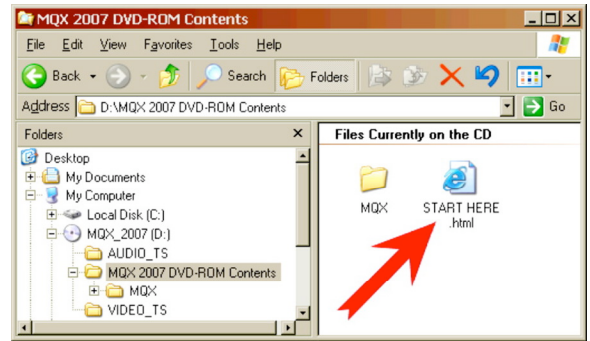 MQX 2007 DVD-ROM Contents
File Edit View Favorites Tools Help
Back Search Folders
Address D:\MQX 2007 DVD-ROM Contents Go
Folders
Desktop
My Documents
My Computer
Local Disk (C:)
MQX_2007 (D:)
AUDIO_TS
MQX 2007 DVD-ROM Contents
MQX
VIDEO_TS
Files Currently on the CD
MQX START HERE
.html